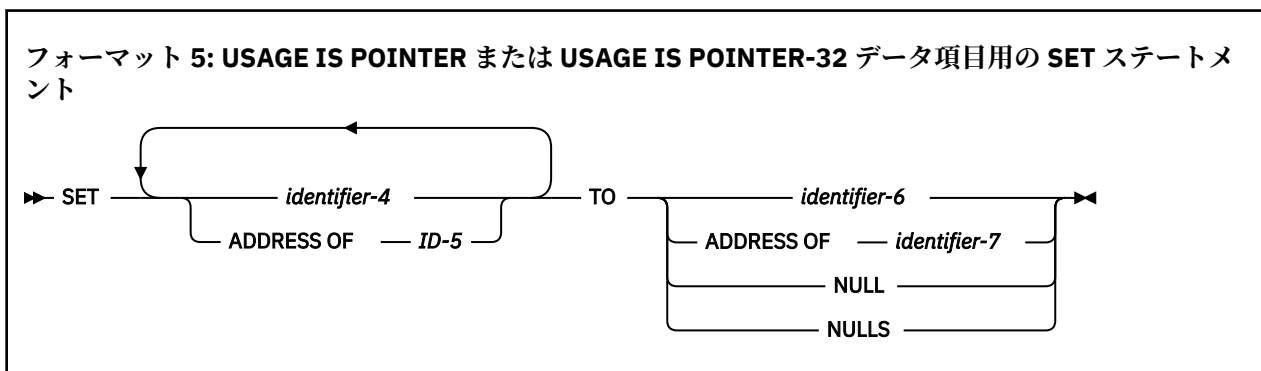 フォーマット 5: USAGE IS POINTER または USAGE IS POINTER-32 データ項目用の SET ステートメ
ント
SET identifier-4 TO identifier-6
ADDRESS OF ID-5 ADDRESS OF identifier-7
NULL
NULLS